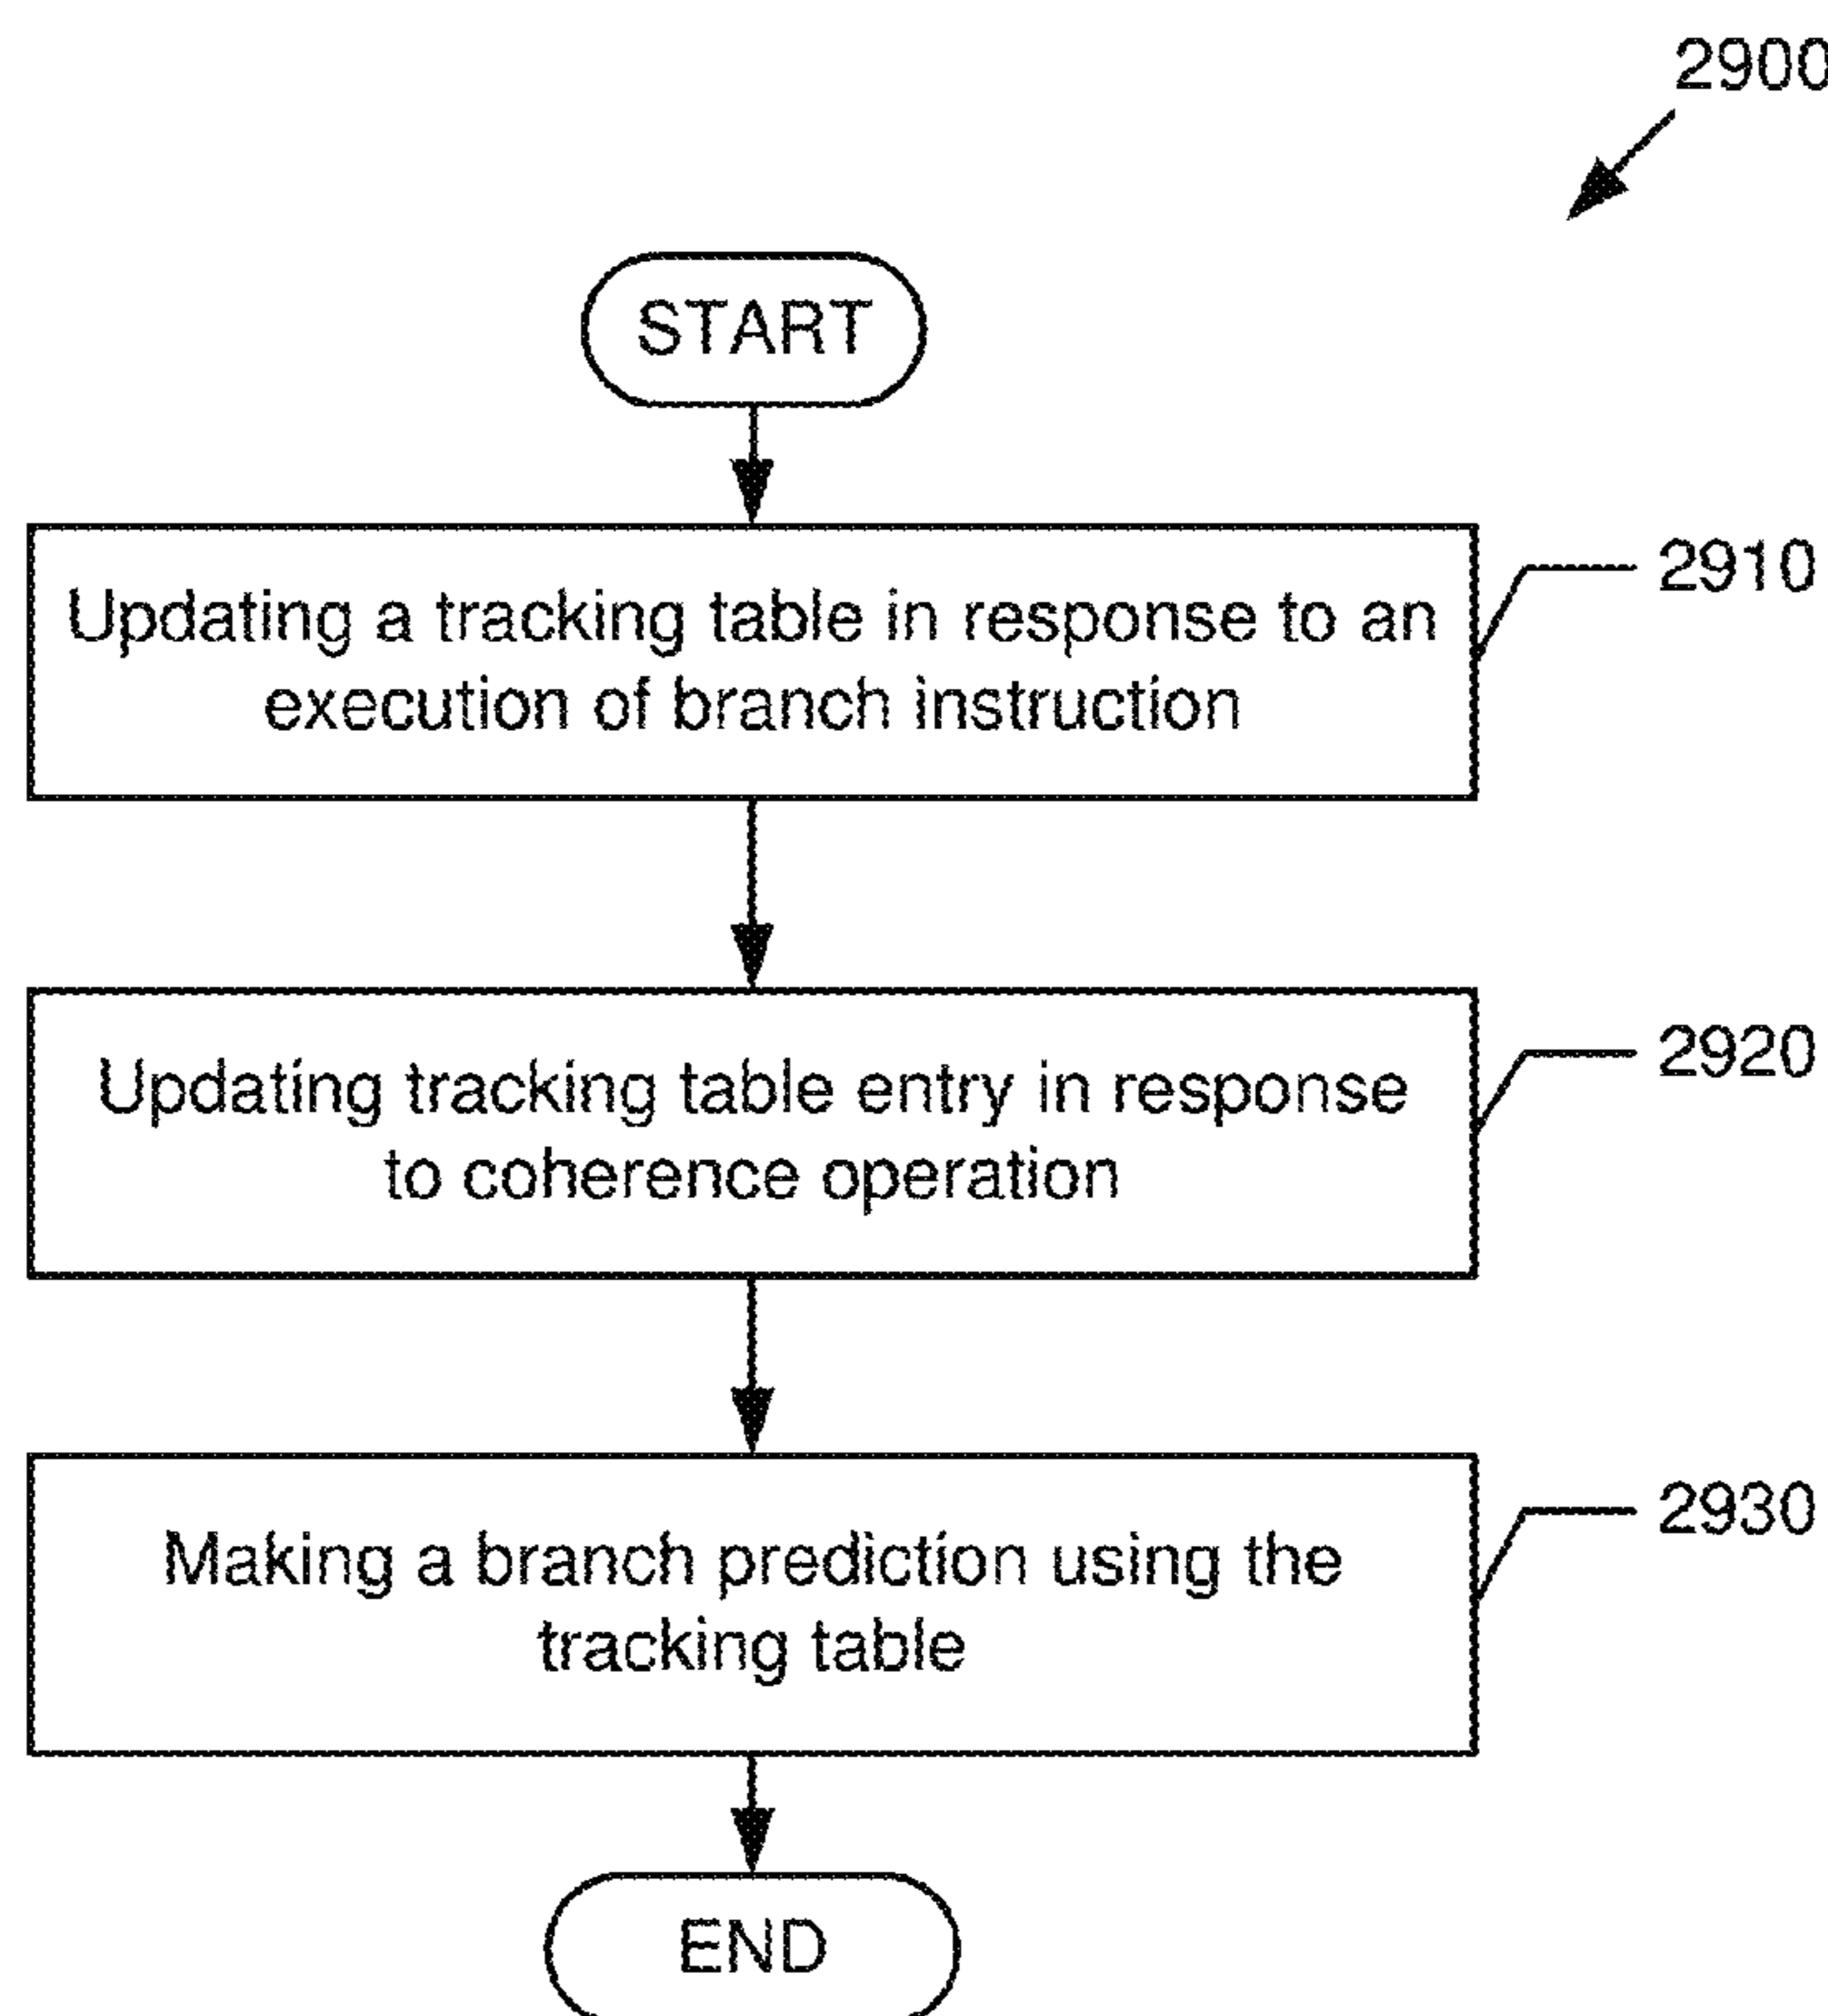 2900
START
Updating a tracking table in response to an
execution of branch instruction
2910
Updating tracking table entry in response
to coherence operation
2920
Making a branch prediction using the
tracking table
2930
END